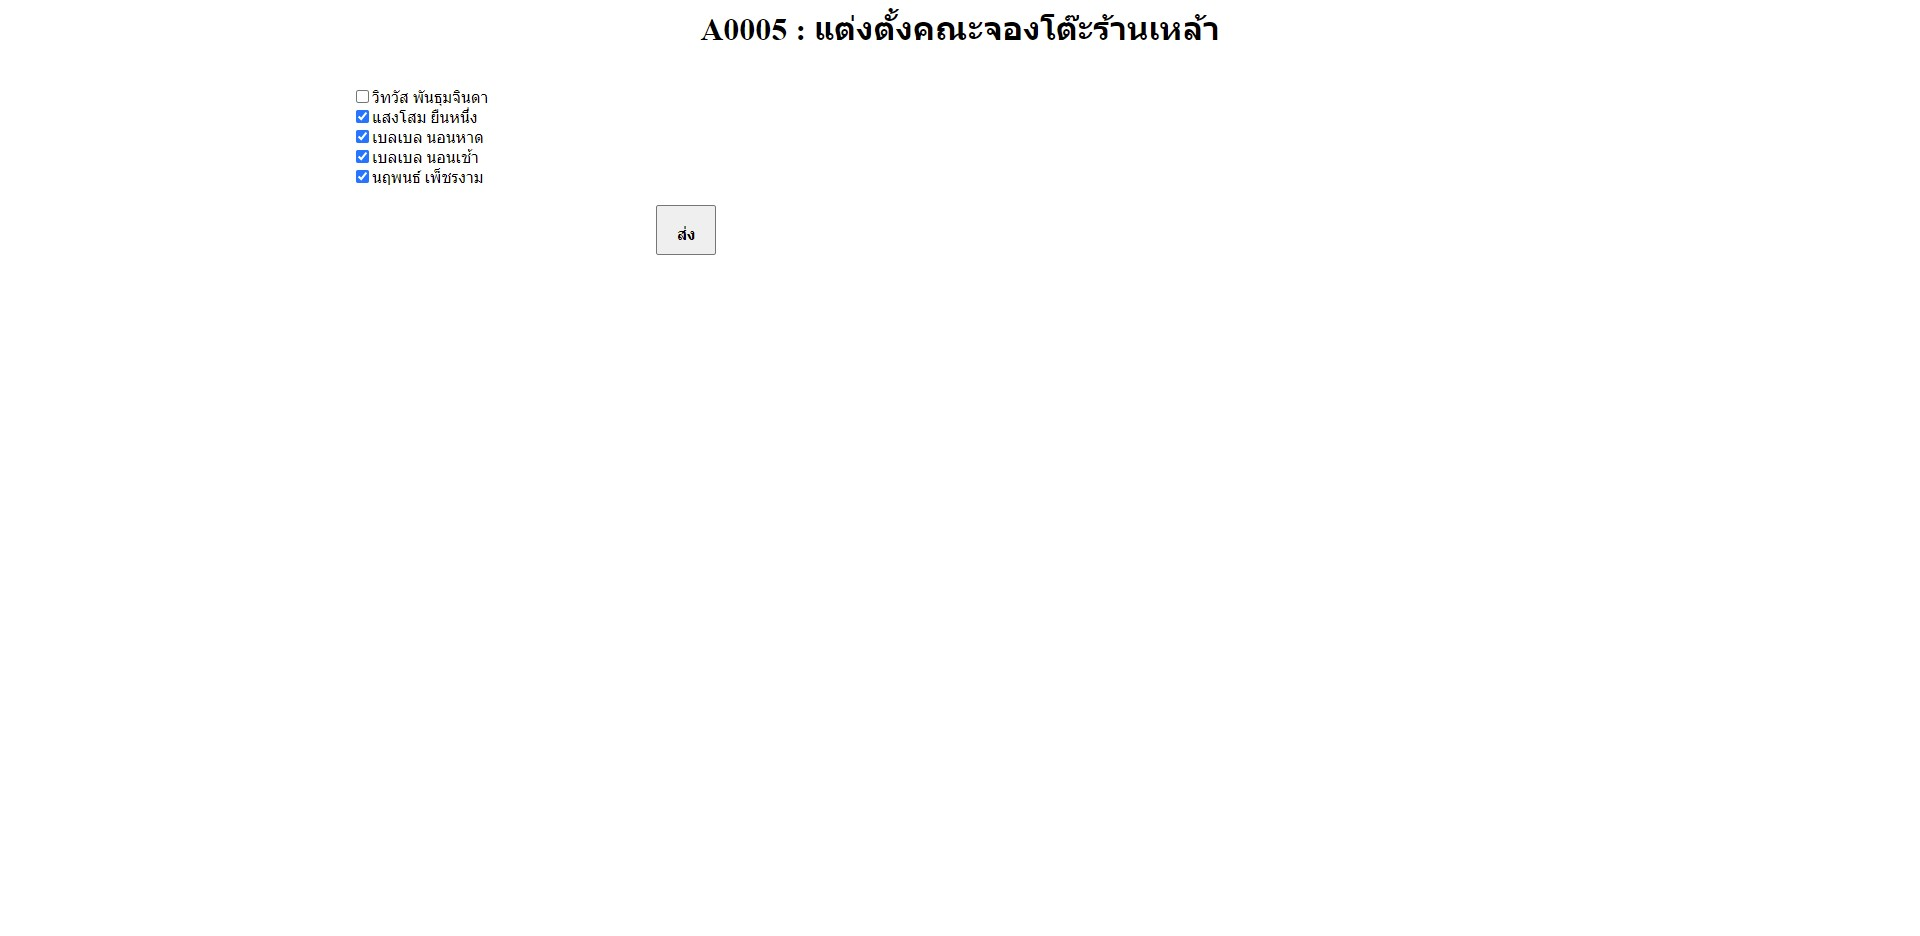 A0005 : แต่งตั้งคณะจองโต๊ะร้านเหล้า
วิทวัส พันธุมจินดา
แสงโสม ยืนหนึ่ง
เบลเบล นอนหาด
เบลเบล นอนเช้า
นฤพนธ์ เพ็ชรงาม
ส่ง